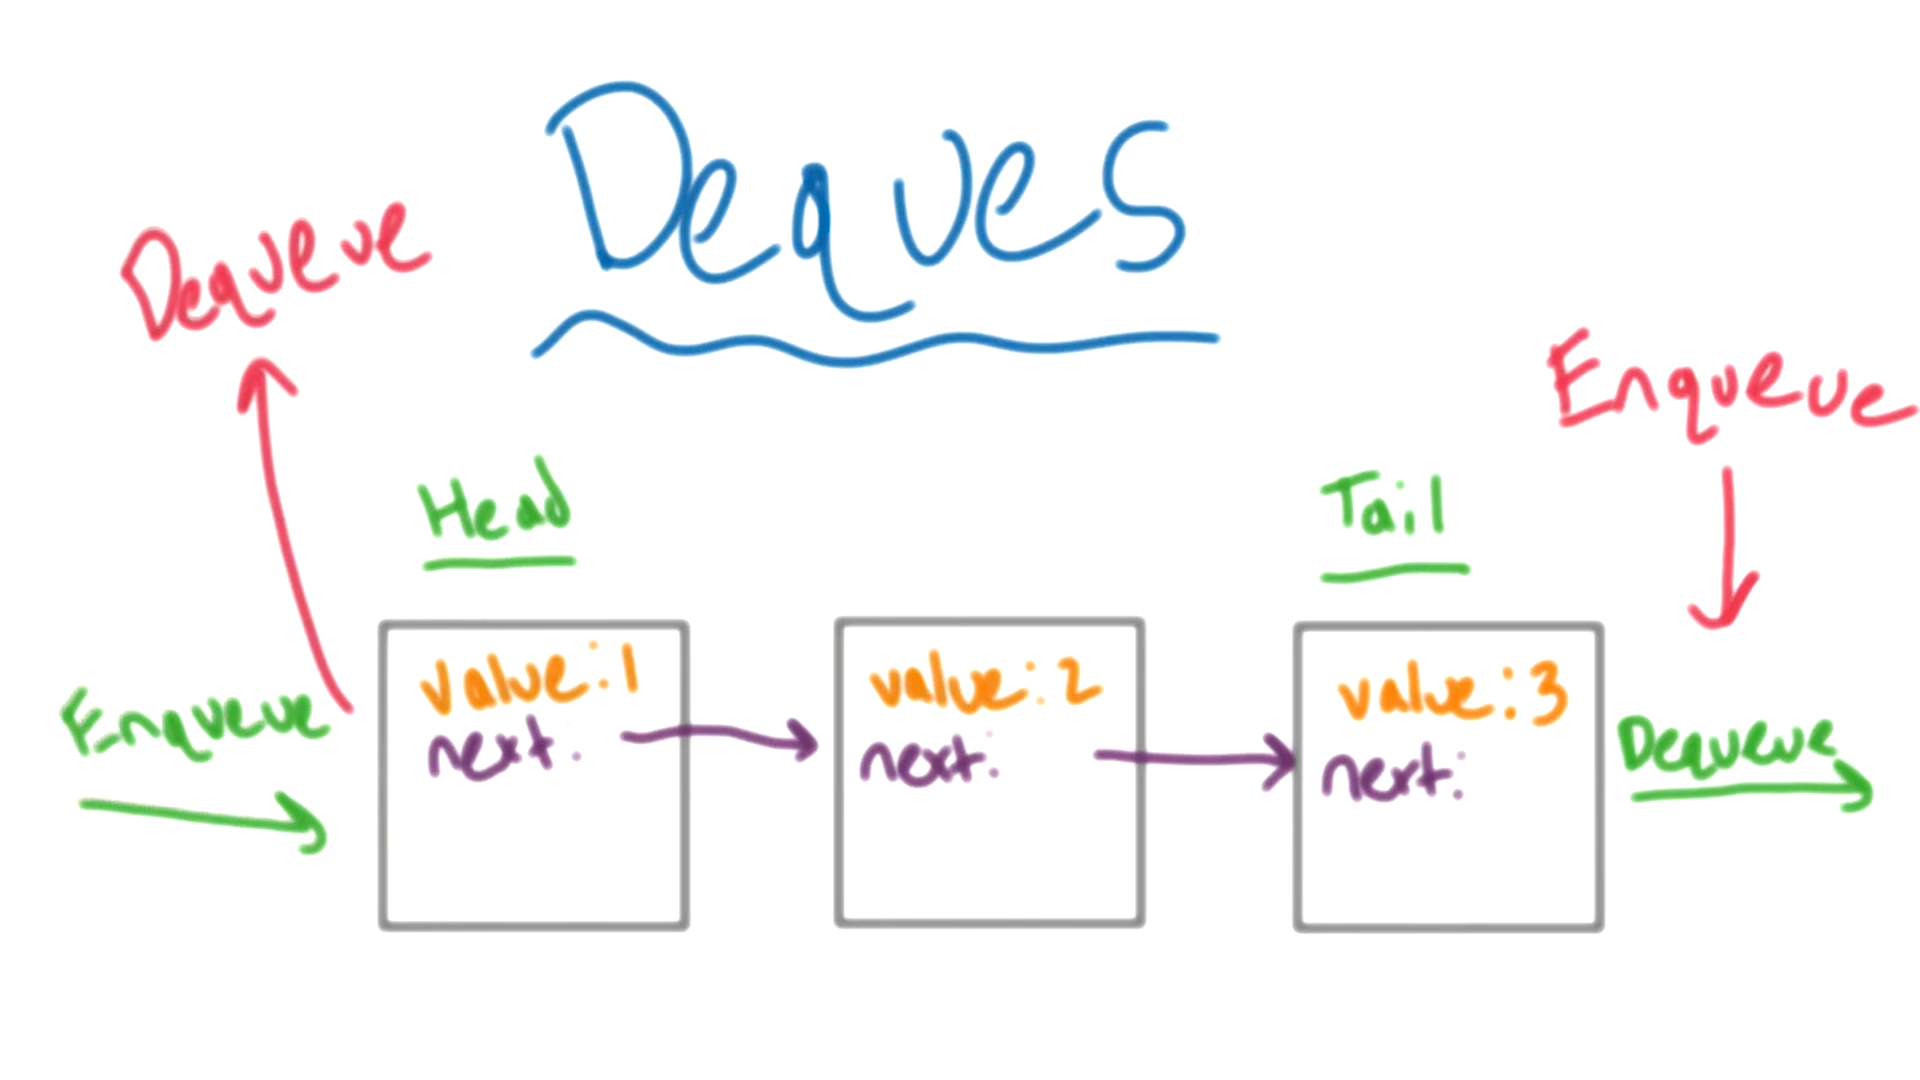 Deques
Dequeue
Enqueue
Head
Tail
Enqueue
value:1
next:
value:2
next:
value:3
next:
Dequeue